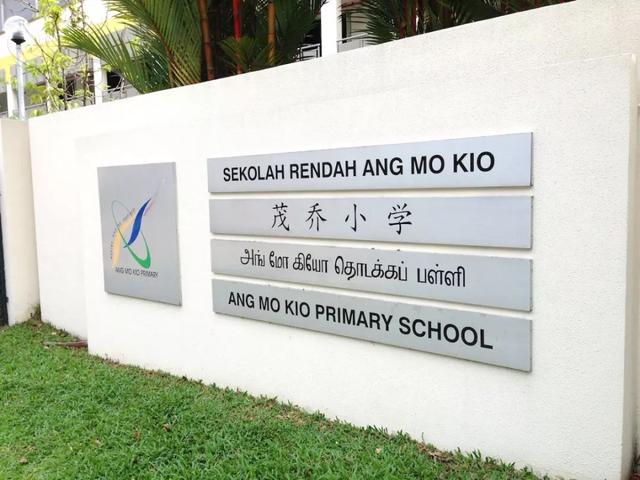 SEKOLAH RENDAH ANG MO KIO
茂乔小学
அங் மோ கியோ தொடக்கப் பள்ளி
ANG MO KIO PRIMARY SCHOOL
ANG MO KIO PRIMARY